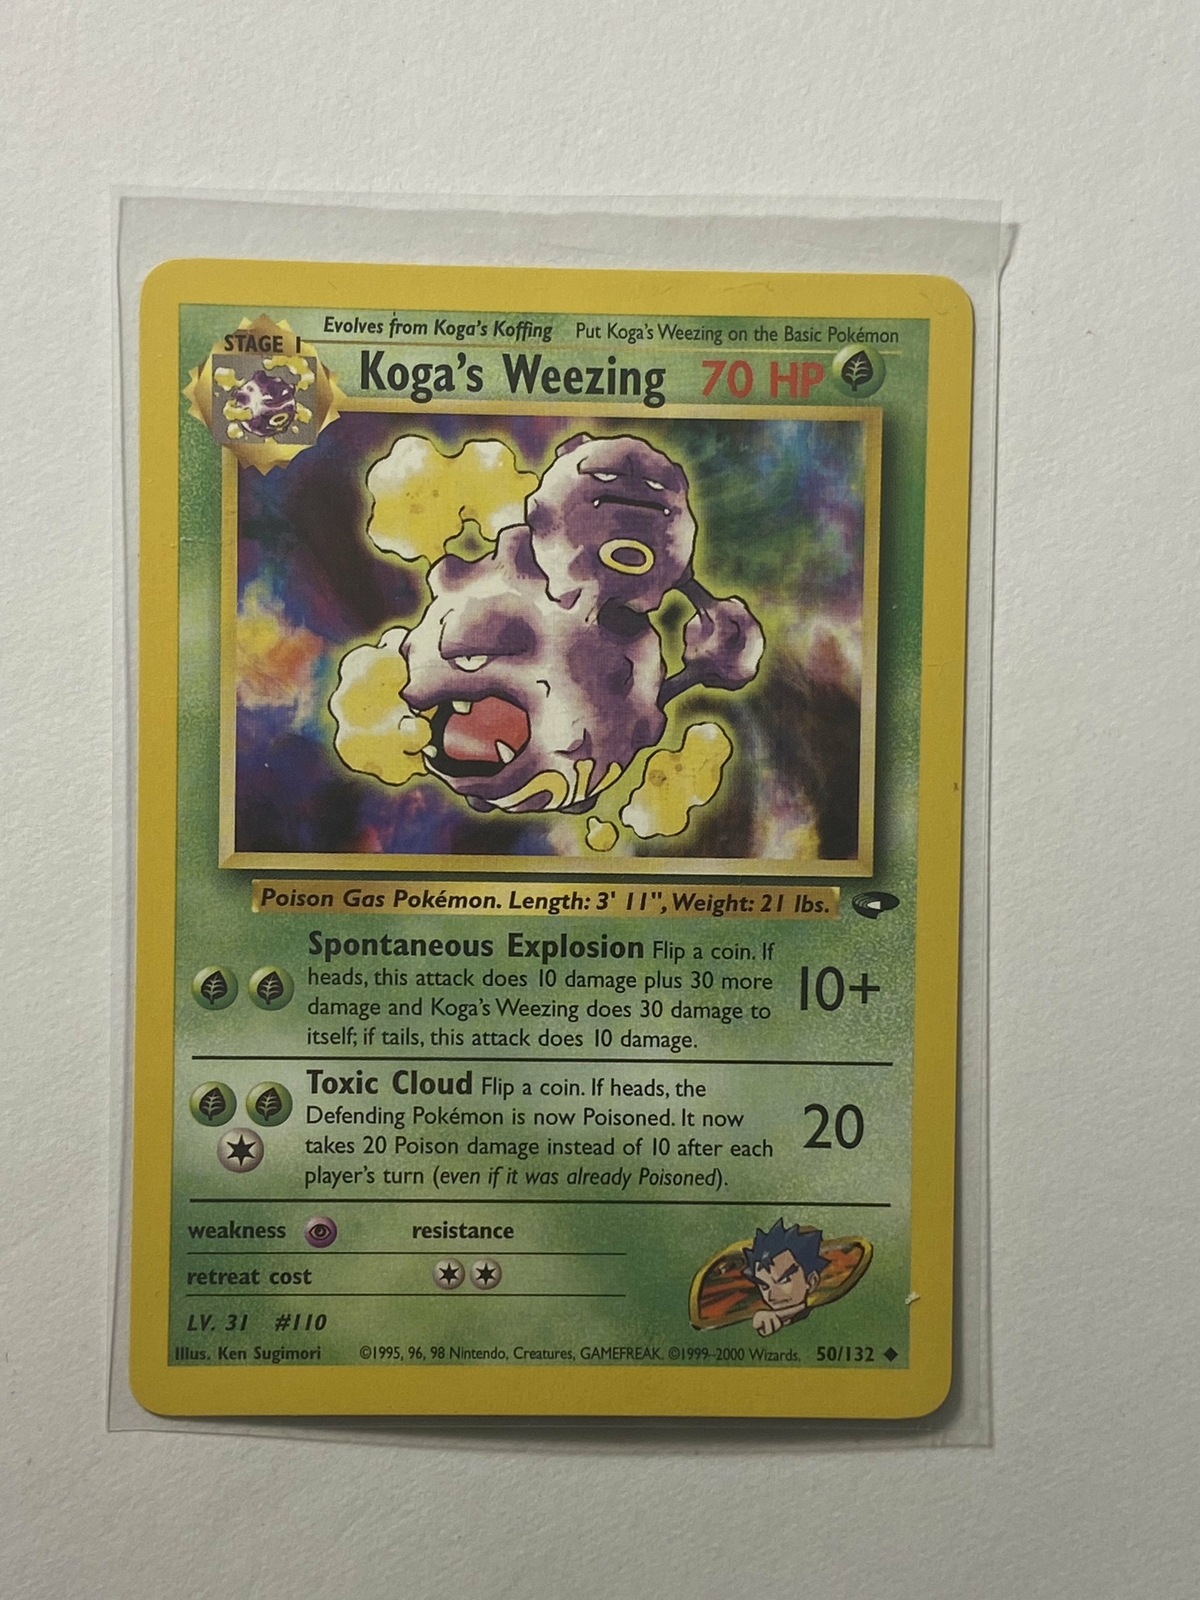 Evolves from Koga's Koffing Put Koga's Weezing on the Basic Pokémon
STAGE 1
Koga's Weezing 70 HP
Poison Gas Pokémon. Length: 3' 11", Weight: 21 lbs.
Spontaneous Explosion Flip a coin. If
heads, this attack does 10 damage plus 30 more
damage and Koga's Weezing does 30 damage to
itself; if tails, this attack does 10 damage.
10+
Toxic Cloud Flip a coin. If heads, the
Defending Pokémon is now Poisoned. It now
takes 20 Poison damage instead of 10 after each
player's turn (even if it was already Poisoned).
20
weakness resistance
retreat cost
LV. 31 #110
Illus. Ken Sugimori ©1995, 96, 98 Nintendo, Creatures, GAMEFREAK. ©1999-2000 Wizards. 50/132